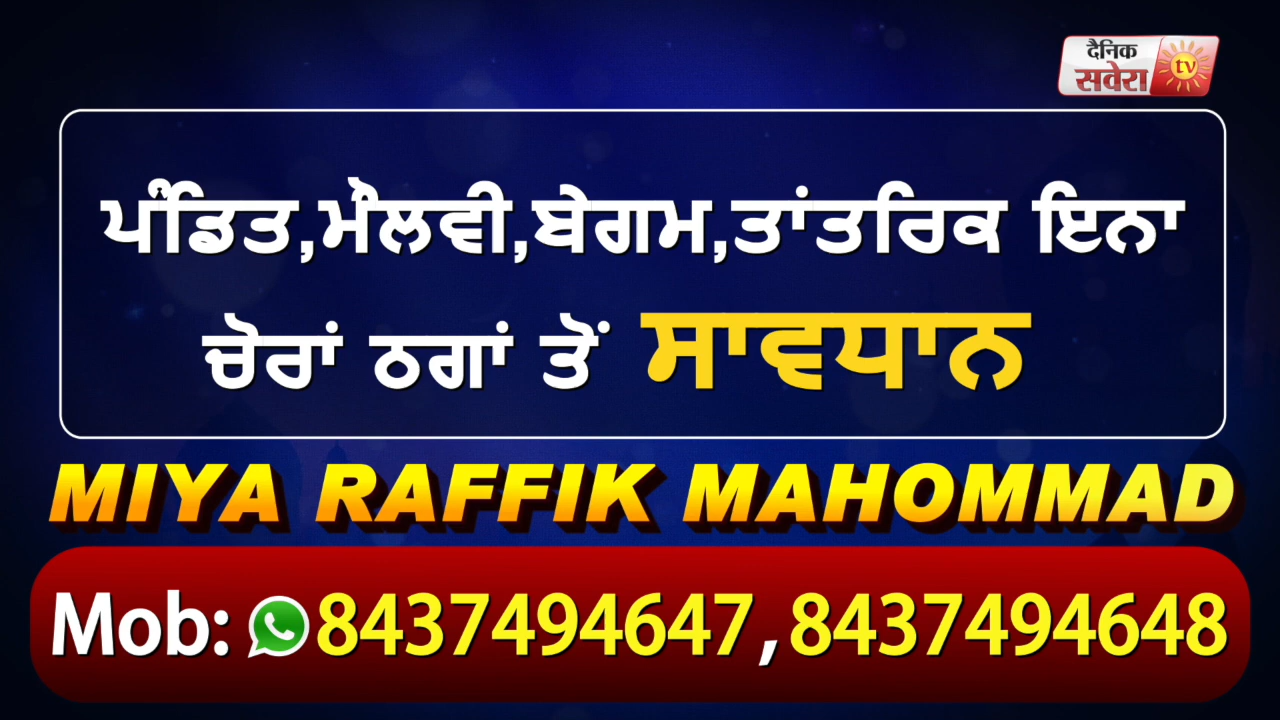 दैनिक
सवेरा tv
ਪੰਡਿਤ,ਮੌਲਵੀ,ਬੇਗਮ,ਤਾਂਤਰਿਕ ਇਨਾ
ਚੋਰਾਂ ਠਗਾਂ ਤੋਂ ਸਾਵਧਾਨ
MIYA RAFFIK MAHOMMAD
Mob: 8437494647, 8437494648